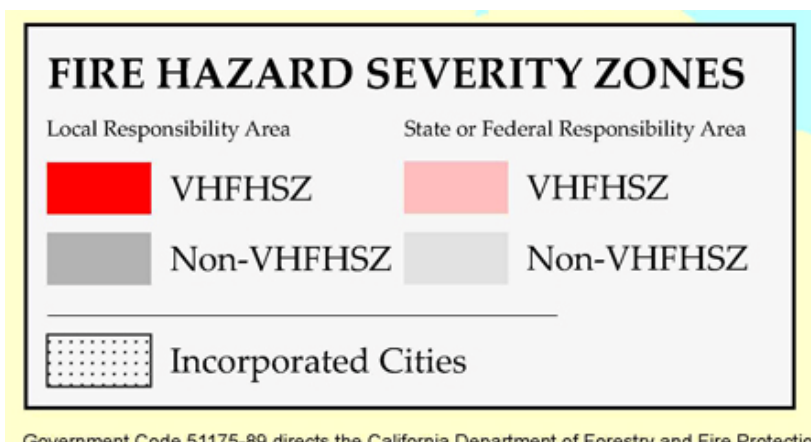 FIRE HAZARD SEVERITY ZONES
Local Responsibility Area
State or Federal Responsibility Area
VHFHSZ
VHFHSZ
Non-VHFHSZ
Non-VHFHSZ
Incorporated Cities
Government Code 51175-89 directs the California Department of Forestry and Fire